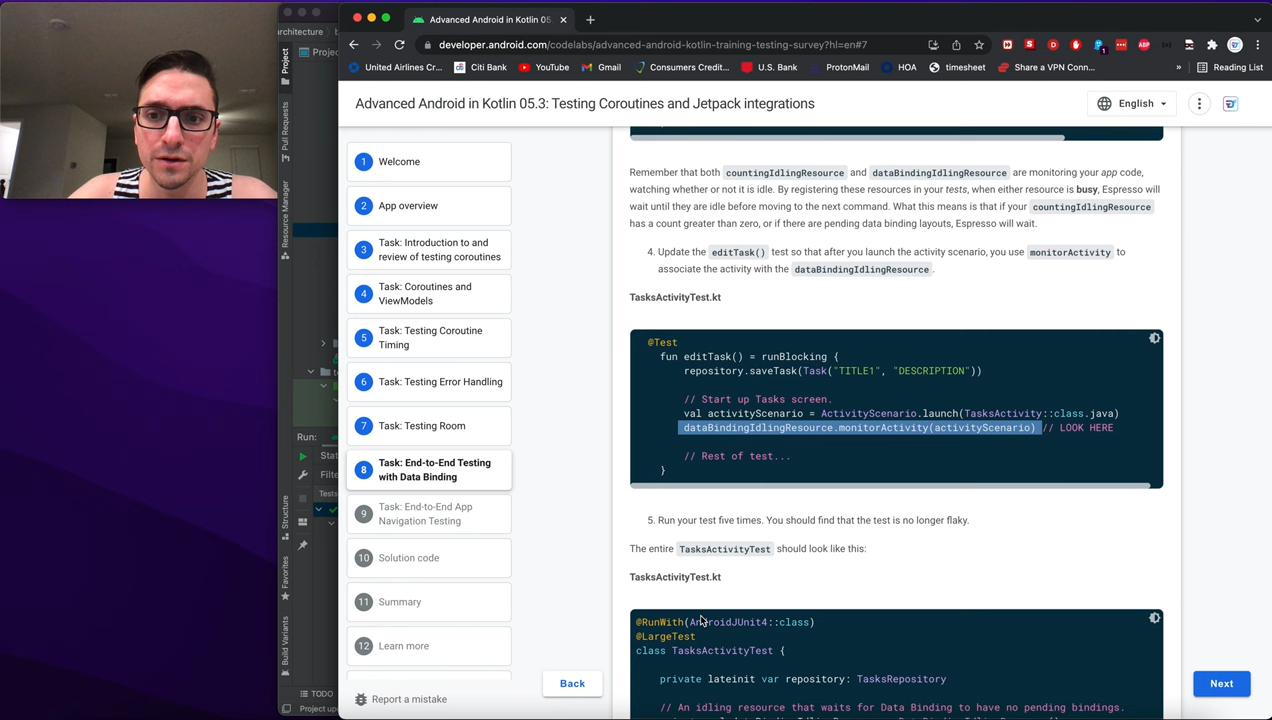 Advanced Android in Kotlin 05.
developer.android.com/codelabs/advanced-android-kotlin-training-testing-survey?hl=en#7
United Airlines Cr...
Citi Bank
YouTube
Gmail
Consumers Credit...
U.S. Bank
ProtonMail
HOA
timesheet
Share a VPN Conn...
»
Reading List
Advanced Android in Kotlin 05.3: Testing Coroutines and Jetpack integrations
English
architecture
Projec
Project
Pull Requests
Resource Manager
Structure
Favorites
Build Variants
Run:
Stat
Filte
Tests
TODO
Project up
1 Welcome
2 App overview
3 Task: Introduction to and
review of testing coroutines
4 Task: Coroutines and
ViewModels
5 Task: Testing Coroutine
Timing
6 Task: Testing Error Handling
7 Task: Testing Room
8 Task: End-to-End Testing
with Data Binding
9 Task: End-to-End App
Navigation Testing
10 Solution code
11 Summary
12 Learn more
Report a mistake
Remember that both countingIdlingResource and dataBindingIdlingResource are monitoring your app code,
watching whether or not it is idle. By registering these resources in your tests, when either resource is busy, Espresso will
wait until they are idle before moving to the next command. What this means is that if your countingIdlingResource
has a count greater than zero, or if there are pending data binding layouts, Espresso will wait.
4. Update the editTask() test so that after you launch the activity scenario, you use monitorActivity to
associate the activity with the dataBindingIdlingResource.
TasksActivityTest.kt
@Test
fun editTask() = runBlocking {
repository.saveTask(Task("TITLE1", "DESCRIPTION"))
// Start up Tasks screen.
val activityScenario = ActivityScenario.launch(TasksActivity::class.java)
dataBindingIdlingResource.monitorActivity(activityScenario) // LOOK HERE
// Rest of test...
}
5. Run your test five times. You should find that the test is no longer flaky.
The entire TasksActivityTest should look like this:
TasksActivityTest.kt
@RunWith(AndroidJUnit4::class)
@LargeTest
class TasksActivityTest {
private lateinit var repository: TasksRepository
// An idling resource that waits for Data Binding to have no pending bindings.
Back
Next